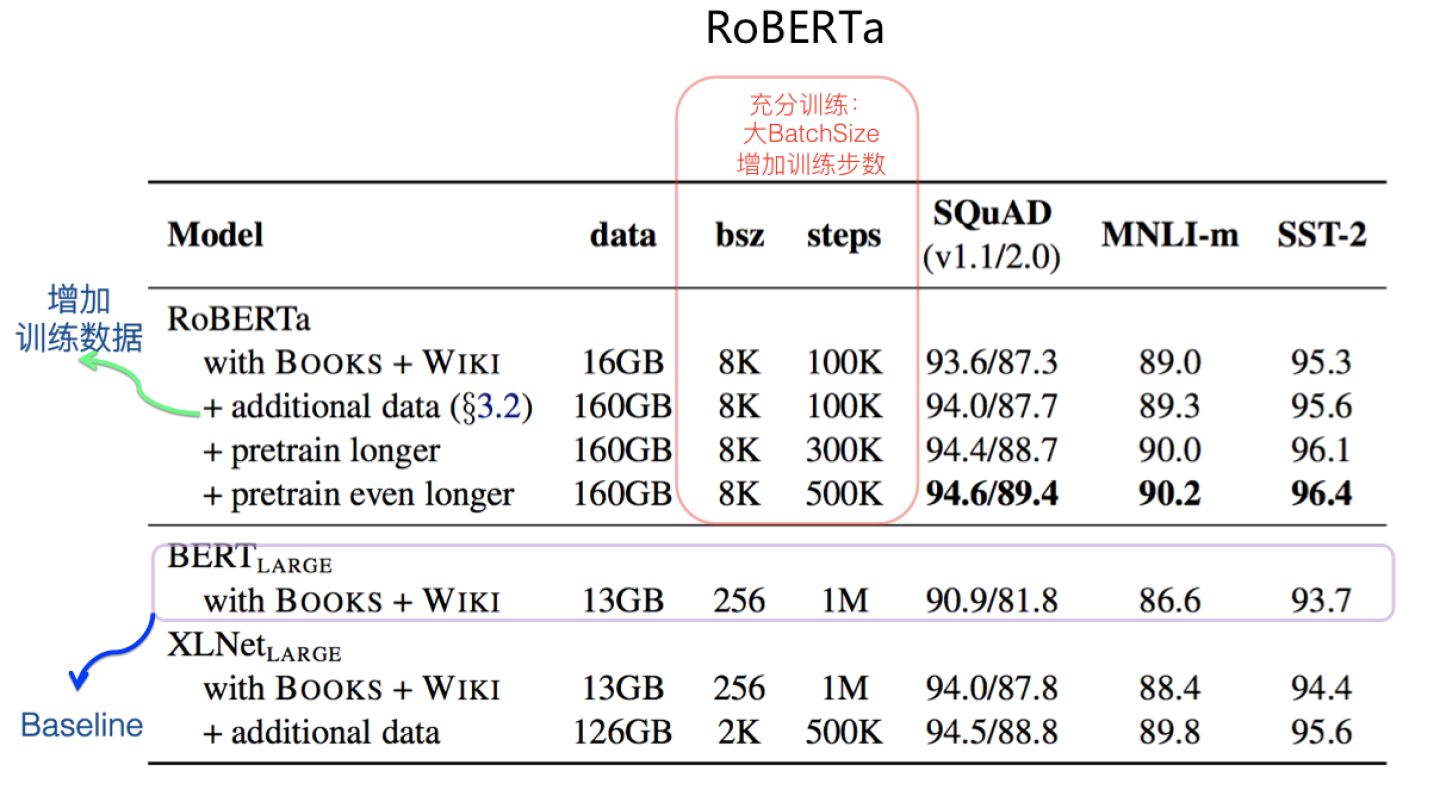 RoBERTa
充分训练：
大BatchSize
增加训练步数
Model data bsz steps SQuAD (v1.1/2.0) MNLI-m SST-2
增加
训练数据
RoBERTa
with BOOKS + WIKI 16GB 8K 100K 93.6/87.3 89.0 95.3
+ additional data (§3.2) 160GB 8K 100K 94.0/87.7 89.3 95.6
+ pretrain longer 160GB 8K 300K 94.4/88.7 90.0 96.1
+ pretrain even longer 160GB 8K 500K 94.6/89.4 90.2 96.4
BERTLARGE
with BOOKS + WIKI 13GB 256 1M 90.9/81.8 86.6 93.7
XLNetLARGE
with BOOKS + WIKI 13GB 256 1M 94.0/87.8 88.4 94.4
+ additional data 126GB 2K 500K 94.5/88.8 89.8 95.6
Baseline